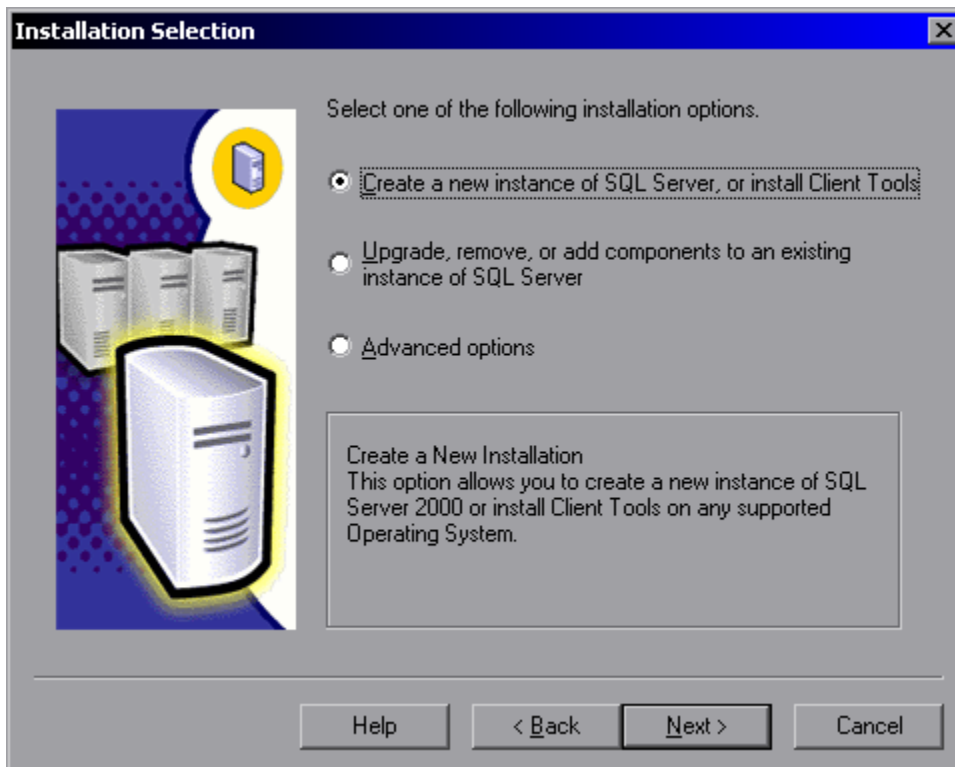 Installation Selection
Select one of the following installation options.
Create a new instance of SQL Server, or install Client Tools
Upgrade, remove, or add components to an existing
instance of SQL Server
Advanced options
Create a New Installation
This option allows you to create a new instance of SQL
Server 2000 or install Client Tools on any supported
Operating System.
Help
< Back
Next >
Cancel